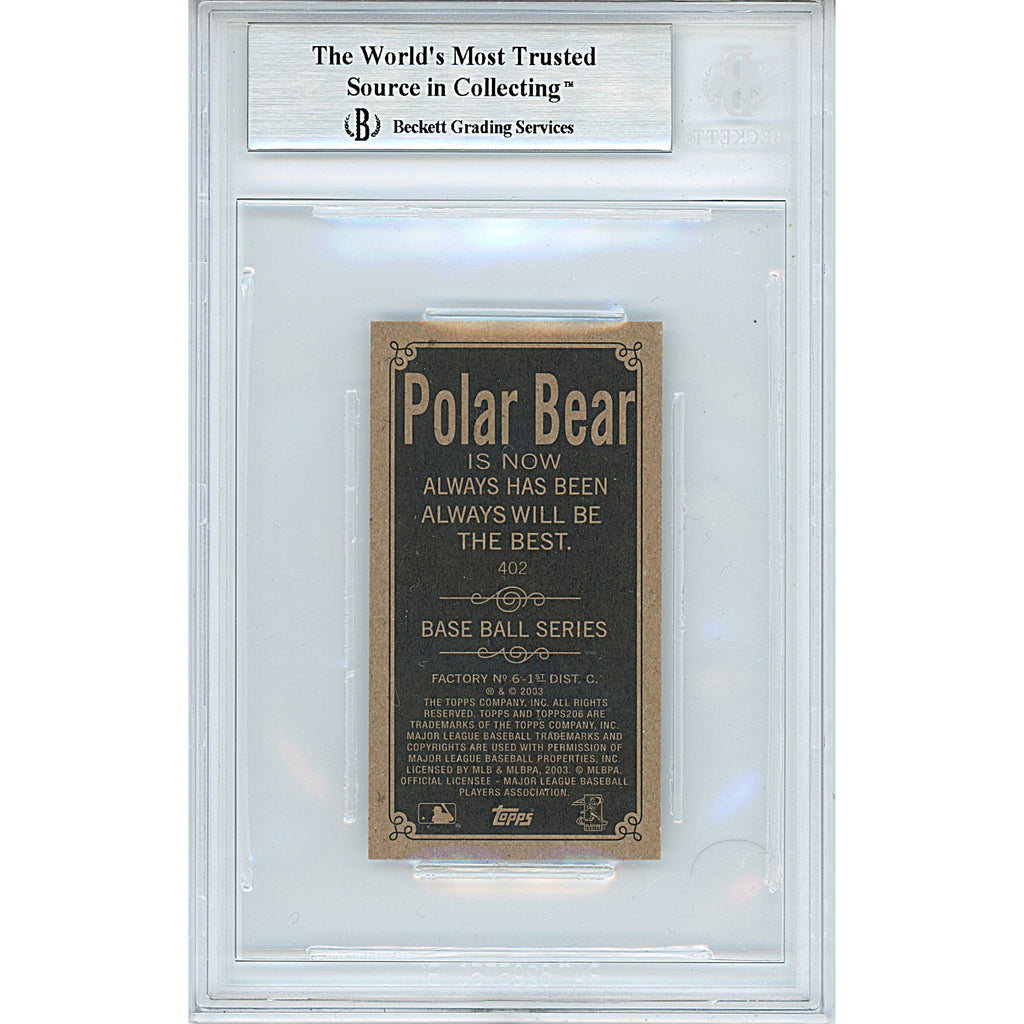 The World's Most Trusted
Source in Collecting™
B Beckett Grading Services
BECKETT®
Polar Bear
IS NOW
ALWAYS HAS BEEN
ALWAYS WILL BE
THE BEST.
402
BASE BALL SERIES
FACTORY Nº 6-1ST DIST. C.
® & © 2003
THE TOPPS COMPANY, INC. ALL RIGHTS
RESERVED. TOPPS AND TOPPS206 ARE
TRADEMARKS OF THE TOPPS COMPANY, INC.
MAJOR LEAGUE BASEBALL TRADEMARKS AND
COPYRIGHTS ARE USED WITH PERMISSION OF
MAJOR LEAGUE BASEBALL PROPERTIES, INC.
LICENSED BY MLB & MLBPA, 2003. © MLBPA.
OFFICIAL LICENSEE - MAJOR LEAGUE BASEBALL
PLAYERS ASSOCIATION.
Topps